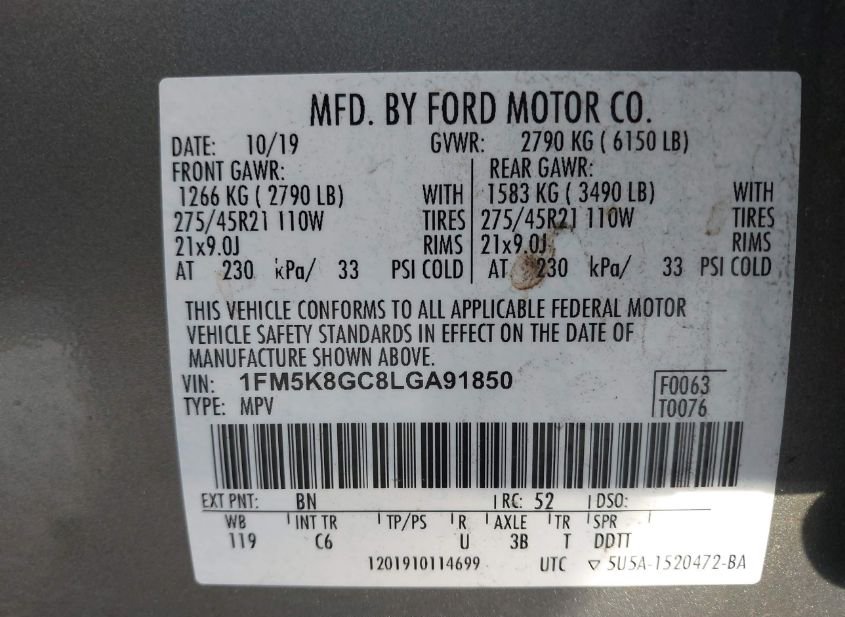 MFD. BY FORD MOTOR CO.
DATE: 10/19 GVWR: 2790 KG ( 6150 LB)
FRONT GAWR: REAR GAWR:
1266 KG ( 2790 LB) WITH 1583 KG ( 3490 LB) WITH
275/45R21 110W TIRES 275/45R21 110W TIRES
21x9.0J RIMS 21x9.0J RIMS
AT 230 kPa/ 33 PSI COLD AT 230 kPa/ 33 PSI COLD
THIS VEHICLE CONFORMS TO ALL APPLICABLE FEDERAL MOTOR
VEHICLE SAFETY STANDARDS IN EFFECT ON THE DATE OF
MANUFACTURE SHOWN ABOVE.
VIN: 1FM5K8GC8LGA91850 F0063
TYPE: MPV T0076
EXT PNT: BN RC: 52 DSO:
WB INT TR TP/PS R AXLE TR SPR
119 C6 U 3B T DDTT
1201910114699 UTC ▽ 5U5A-1520472-BA